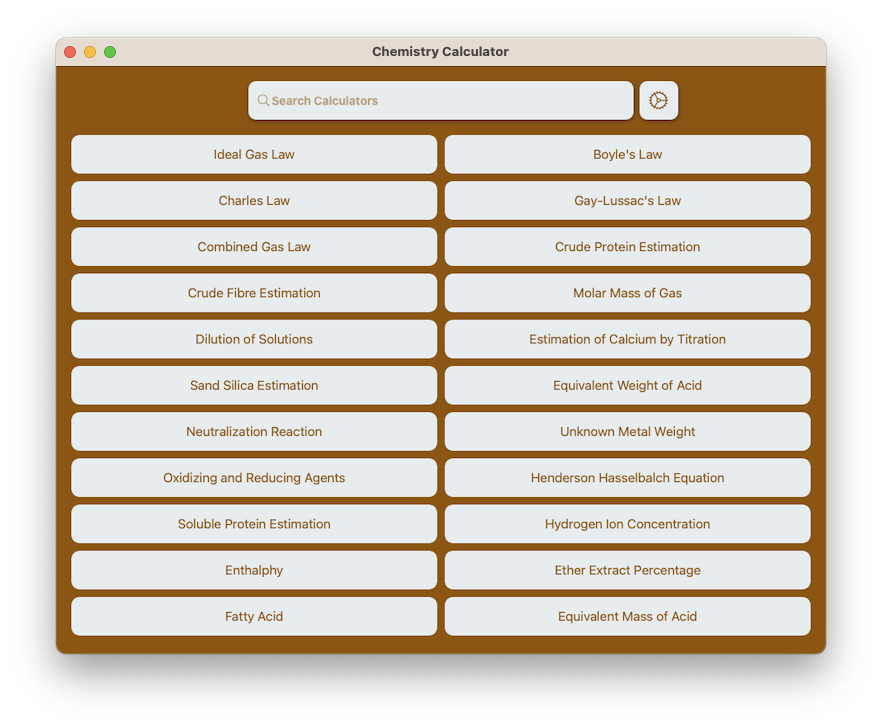 Chemistry Calculator
Search Calculators
Ideal Gas Law
Boyle's Law
Charles Law
Gay-Lussac's Law
Combined Gas Law
Crude Protein Estimation
Crude Fibre Estimation
Molar Mass of Gas
Dilution of Solutions
Estimation of Calcium by Titration
Sand Silica Estimation
Equivalent Weight of Acid
Neutralization Reaction
Unknown Metal Weight
Oxidizing and Reducing Agents
Henderson Hasselbalch Equation
Soluble Protein Estimation
Hydrogen Ion Concentration
Enthalphy
Ether Extract Percentage
Fatty Acid
Equivalent Mass of Acid